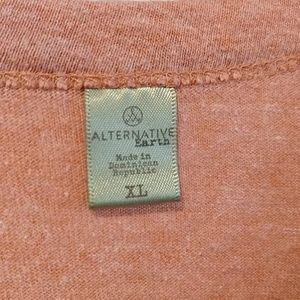 ALTERNATIVE
Earth
Made in
Dominican
Republic
XL